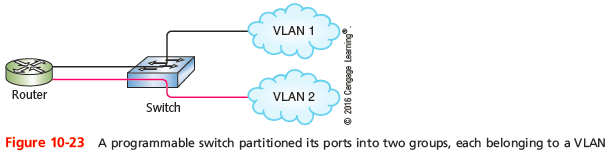 VLAN 1
Router
Switch
VLAN 2
© 2016 Cengage Learning®.
Figure 10-23 A programmable switch partitioned its ports into two groups, each belonging to a VLAN